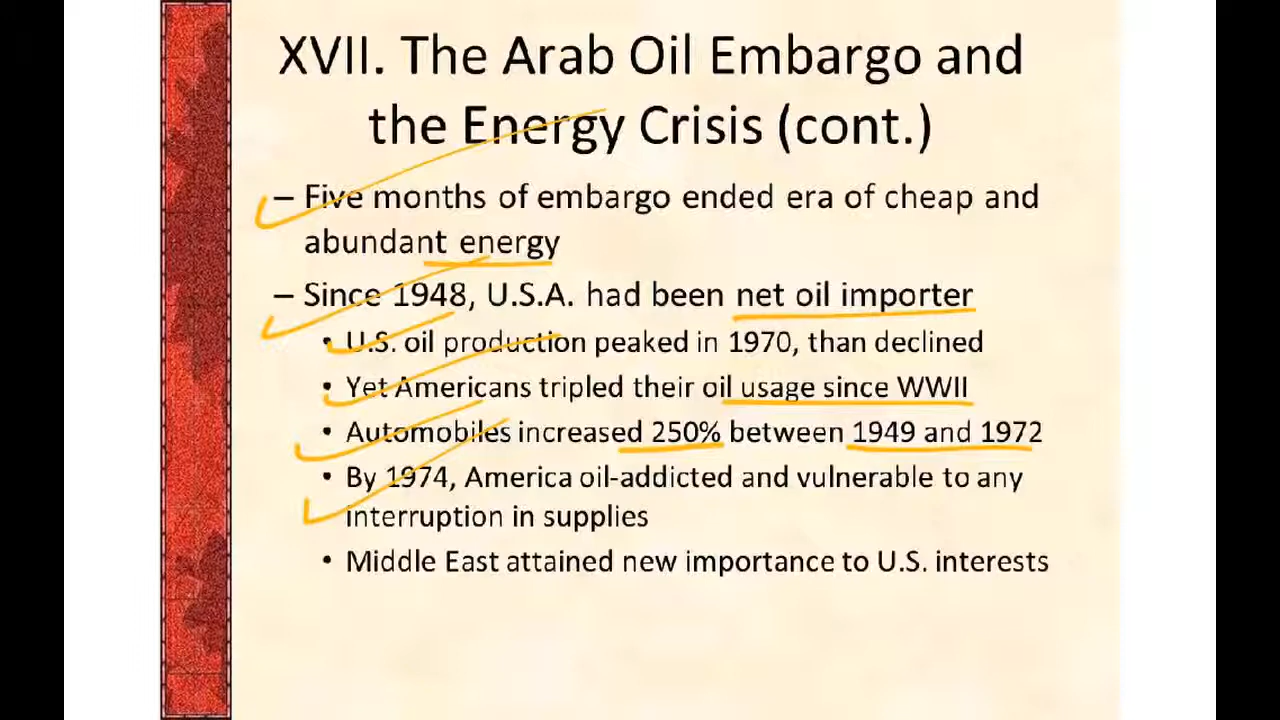 XVII. The Arab Oil Embargo and
the Energy Crisis (cont.)
– Five months of embargo ended era of cheap and
abundant energy
– Since 1948, U.S.A. had been net oil importer
• U.S. oil production peaked in 1970, than declined
• Yet Americans tripled their oil usage since WWII
• Automobiles increased 250% between 1949 and 1972
• By 1974, America oil-addicted and vulnerable to any
interruption in supplies
• Middle East attained new importance to U.S. interests